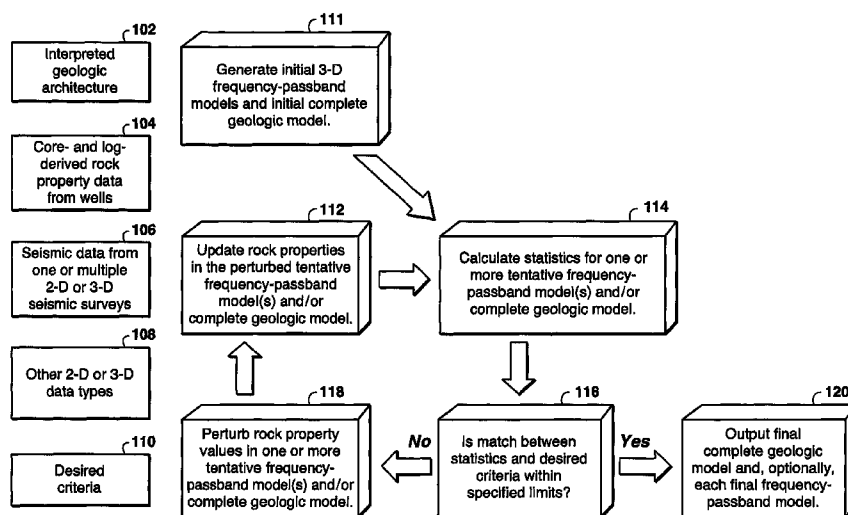 102
Interpreted
geologic
architecture
104
Core- and log-
derived rock
property data
from wells
106
Seismic data from
one or multiple
2-D or 3-D
seismic surveys
108
Other 2-D or 3-D
data types
110
Desired
criteria
111
Generate initial 3-D
frequency-passband
models and initial complete
geologic model.
112
Update rock properties
in the perturbed tentative
frequency-passband
model(s) and/or
complete geologic model.
114
Calculate statistics for one or
more tentative frequency-
passband model(s) and/or
complete geologic model.
118
Perturb rock property
values in one or more
tentative frequency-
passband model(s) and/or
complete geologic model.
No
116
Is match between
statistics and desired
criteria within
specified limits?
Yes
120
Output final
complete geologic
model and, optionally,
each final frequency-
passband model.